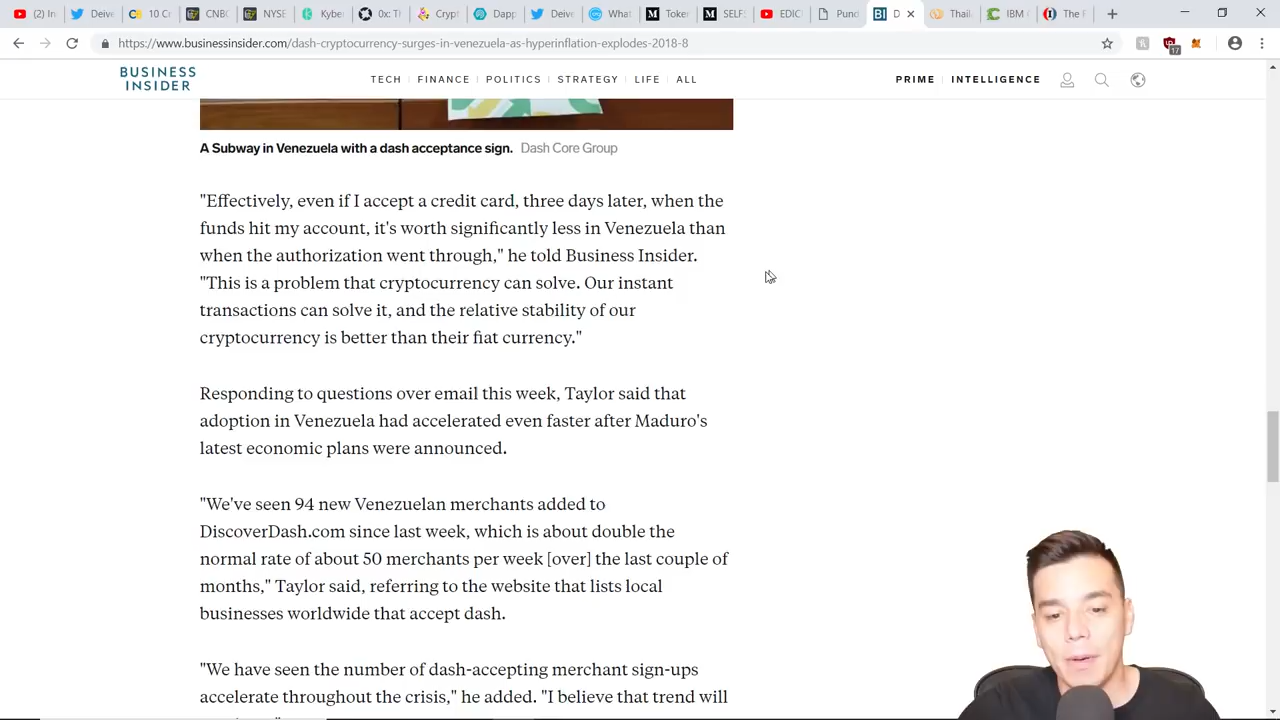 (2) In
Deive
10 Cr
CNBC
NYSE
Kybe
0x: Th
Cryp
Dapp
Deive
What
Token
SELF
EDIC
Punc
D
Thail
IBM
The F
https://www.businessinsider.com/dash-cryptocurrency-surges-in-venezuela-as-hyperinflation-explodes-2018-8
17
BUSINESS
INSIDER
TECH | FINANCE | POLITICS | STRATEGY | LIFE | ALL
PRIME | INTELLIGENCE
A Subway in Venezuela with a dash acceptance sign. Dash Core Group
"Effectively, even if I accept a credit card, three days later, when the
funds hit my account, it's worth significantly less in Venezuela than
when the authorization went through," he told Business Insider.
"This is a problem that cryptocurrency can solve. Our instant
transactions can solve it, and the relative stability of our
cryptocurrency is better than their fiat currency."
Responding to questions over email this week, Taylor said that
adoption in Venezuela had accelerated even faster after Maduro's
latest economic plans were announced.
"We've seen 94 new Venezuelan merchants added to
DiscoverDash.com since last week, which is about double the
normal rate of about 50 merchants per week [over] the last couple of
months," Taylor said, referring to the website that lists local
businesses worldwide that accept dash.
"We have seen the number of dash-accepting merchant sign-ups
accelerate throughout the crisis," he added. "I believe that trend will